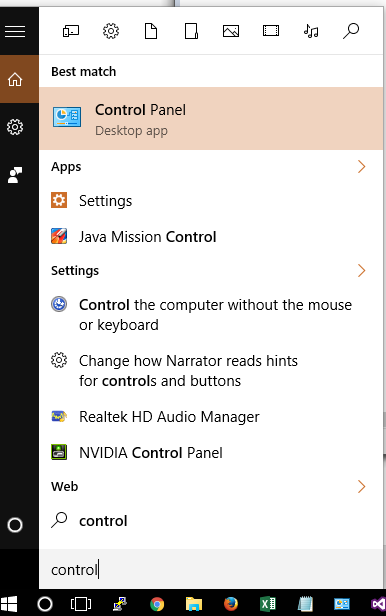 Best match
Control Panel
Desktop app
Apps
Settings
Java Mission Control
Settings
Control the computer without the mouse
or keyboard
Change how Narrator reads hints
for controls and buttons
Realtek HD Audio Manager
NVIDIA Control Panel
Web
control
control